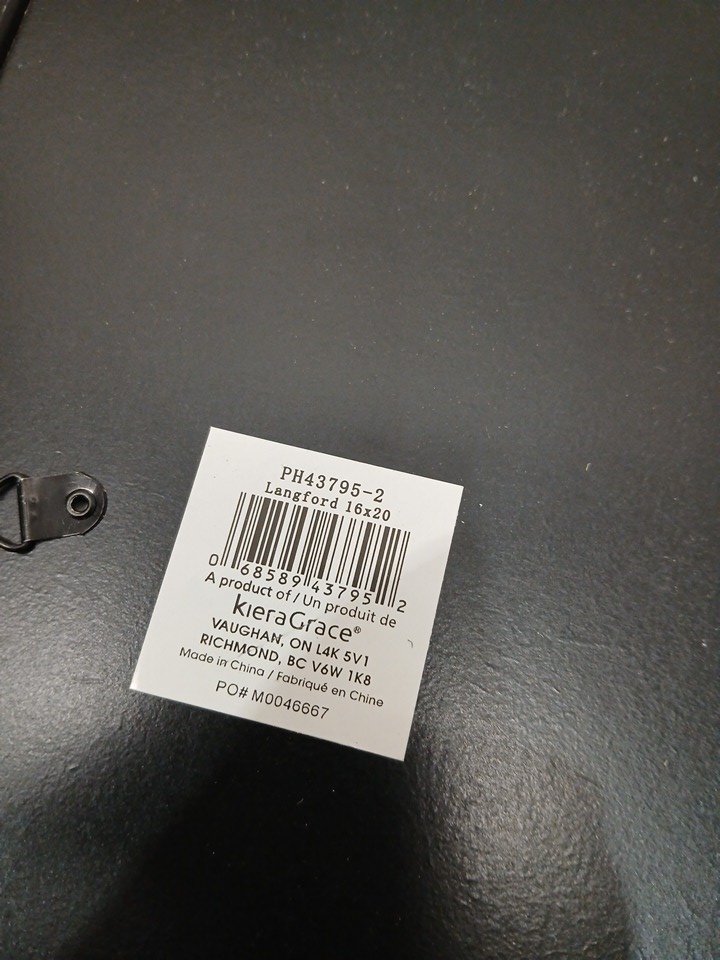 PH43795-2
Langford 16x20
0 68589 43795 2
A product of / Un produit de
kieraGrace®
VAUGHAN, ON L4K 5V1
RICHMOND, BC V6W 1K8
Made in China / Fabriqué en Chine
PO# M0046667